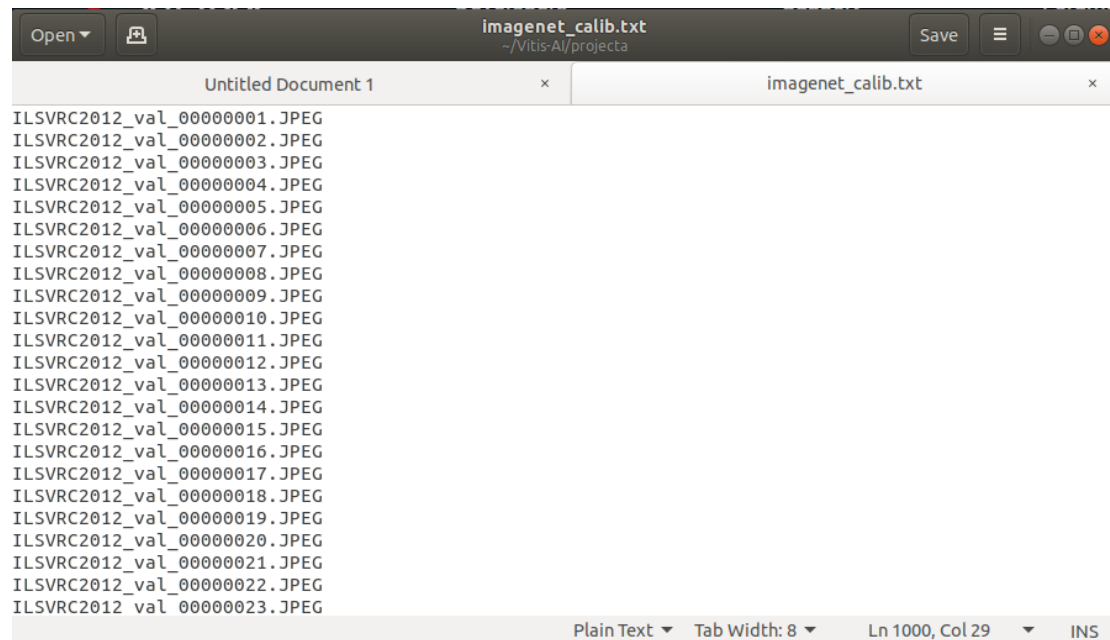 Open
imagenet_calib.txt
~/Vitis-AI/projecta
Save
Untitled Document 1
imagenet_calib.txt
ILSVRC2012_val_00000001.JPEG
ILSVRC2012_val_00000002.JPEG
ILSVRC2012_val_00000003.JPEG
ILSVRC2012_val_00000004.JPEG
ILSVRC2012_val_00000005.JPEG
ILSVRC2012_val_00000006.JPEG
ILSVRC2012_val_00000007.JPEG
ILSVRC2012_val_00000008.JPEG
ILSVRC2012_val_00000009.JPEG
ILSVRC2012_val_00000010.JPEG
ILSVRC2012_val_00000011.JPEG
ILSVRC2012_val_00000012.JPEG
ILSVRC2012_val_00000013.JPEG
ILSVRC2012_val_00000014.JPEG
ILSVRC2012_val_00000015.JPEG
ILSVRC2012_val_00000016.JPEG
ILSVRC2012_val_00000017.JPEG
ILSVRC2012_val_00000018.JPEG
ILSVRC2012_val_00000019.JPEG
ILSVRC2012_val_00000020.JPEG
ILSVRC2012_val_00000021.JPEG
ILSVRC2012_val_00000022.JPEG
ILSVRC2012_val_00000023.JPEG
Plain Text Tab Width: 8 Ln 1000, Col 29 INS